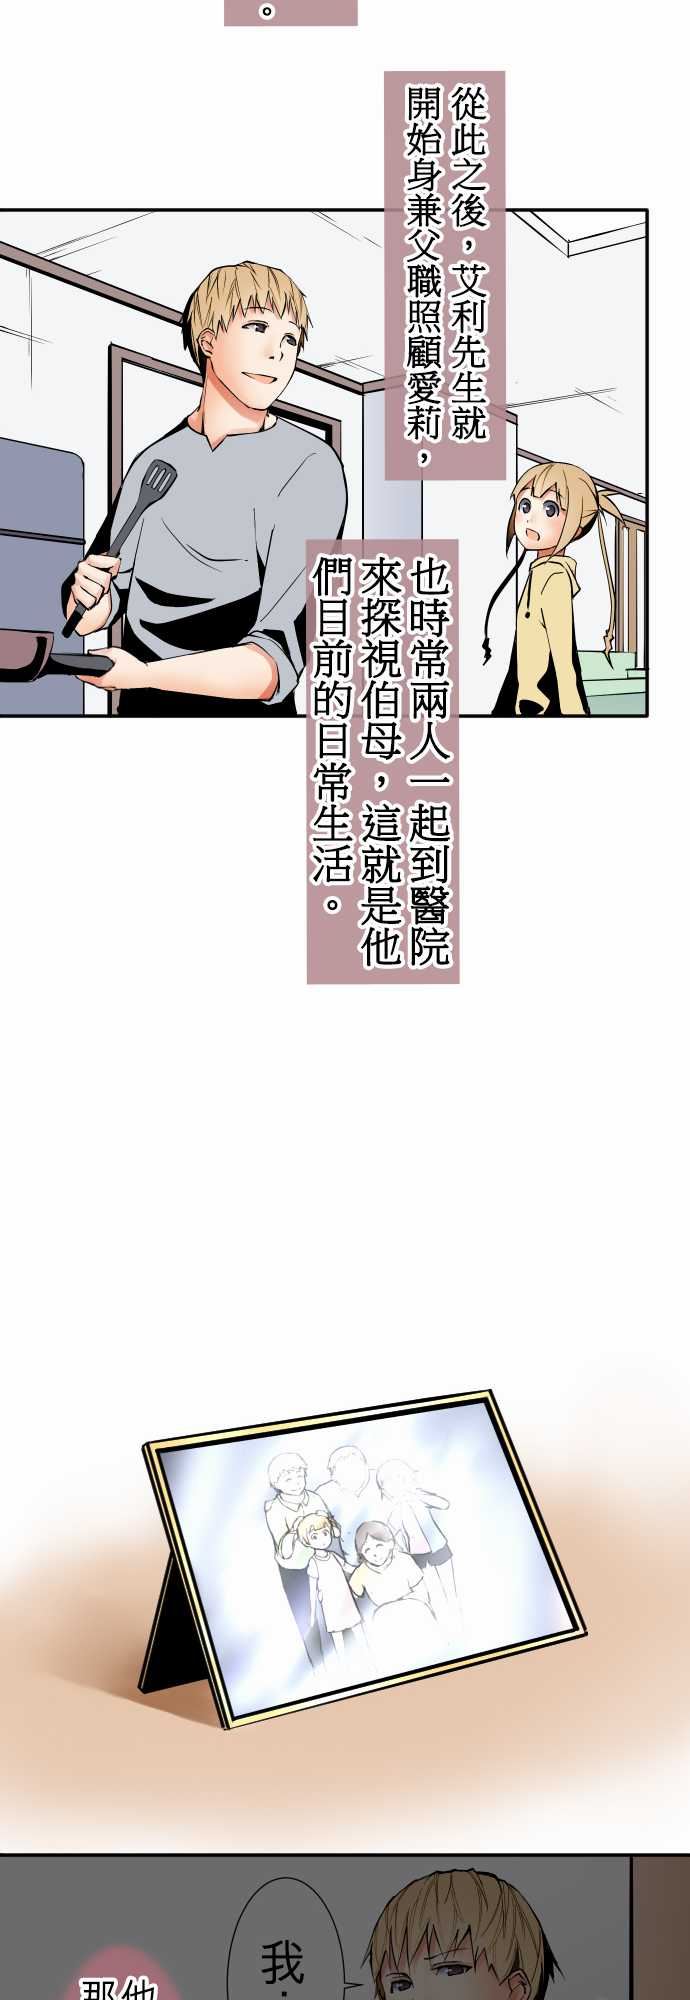 。
從此之後，艾利先生就
開始身兼父職照顧愛莉，
也時常兩人一起到醫院
來探視伯母，這就是他
們目前的日常生活。
我
那他